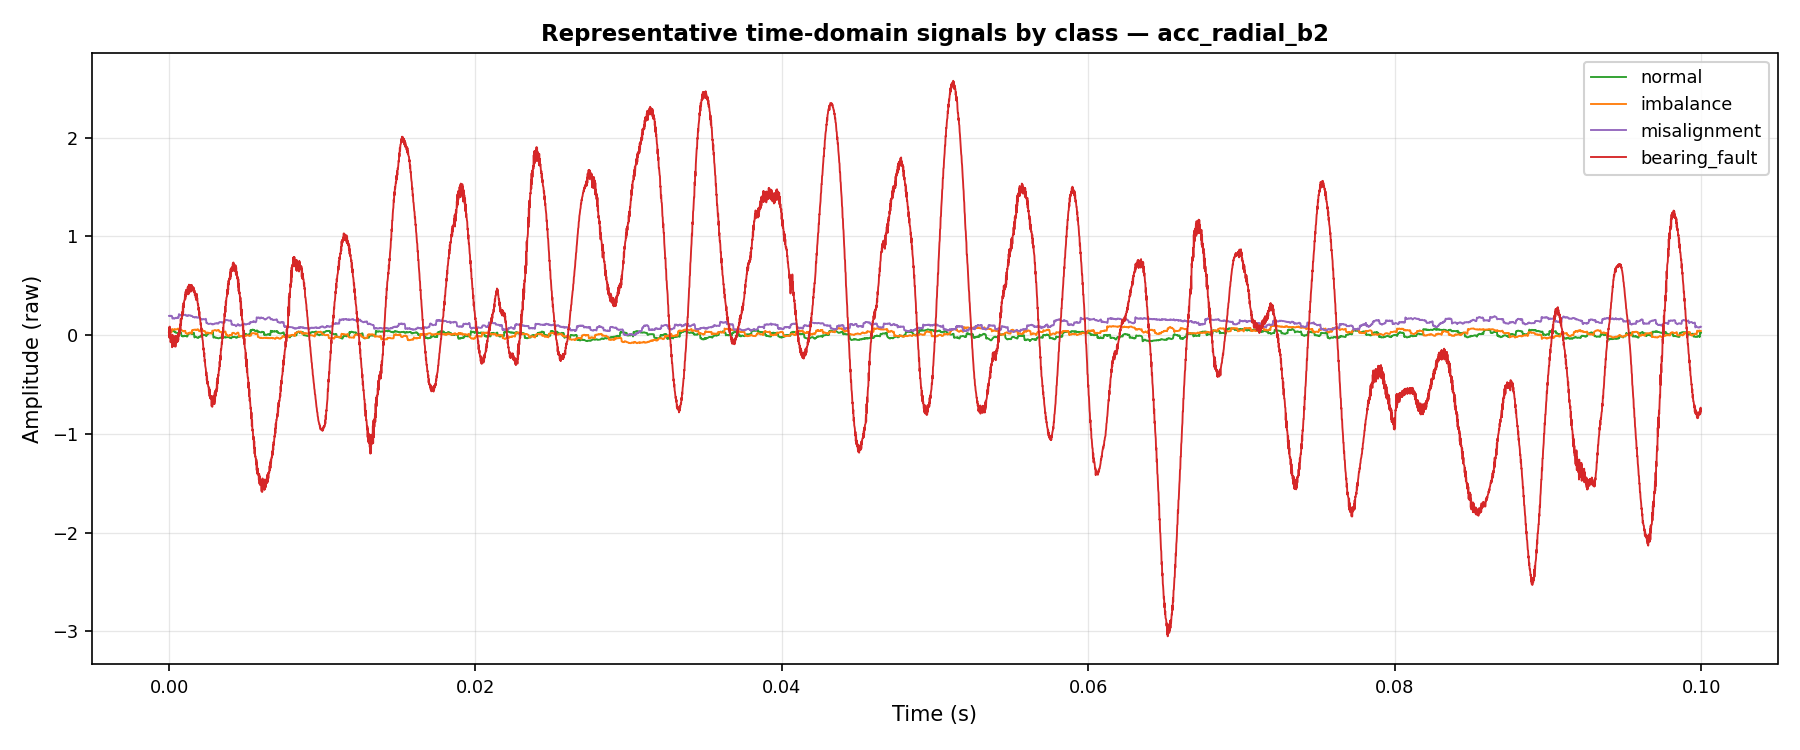 Representative time-domain signals by class — acc_radial_b2
normal
imbalance
misalignment
bearing_fault
Amplitude (raw)
2
1
0
−1
−2
−3
0.00
0.02
0.04
0.06
0.08
0.10
Time (s)